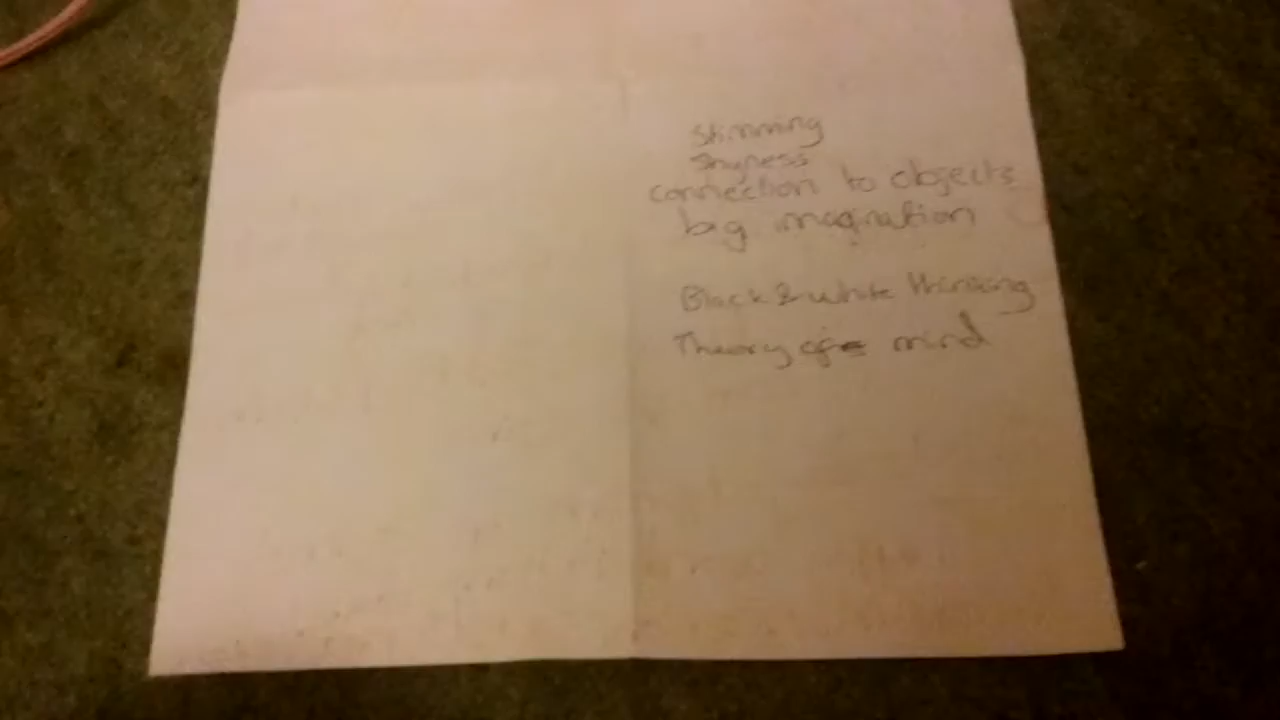 Stimming
Shyness
connection to objects
big imagination
Black & white thinking
Theory of mind